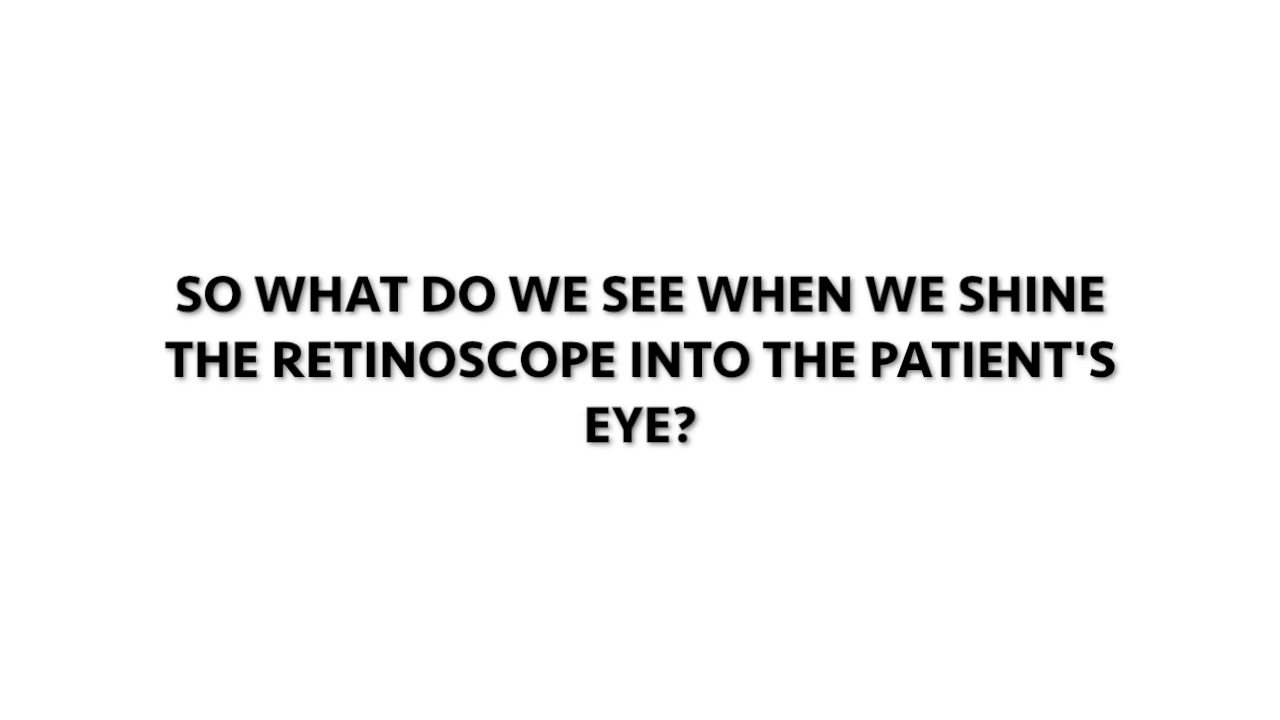 SO WHAT DO WE SEE WHEN WE SHINE
THE RETINOSCOPE INTO THE PATIENT'S
EYE?